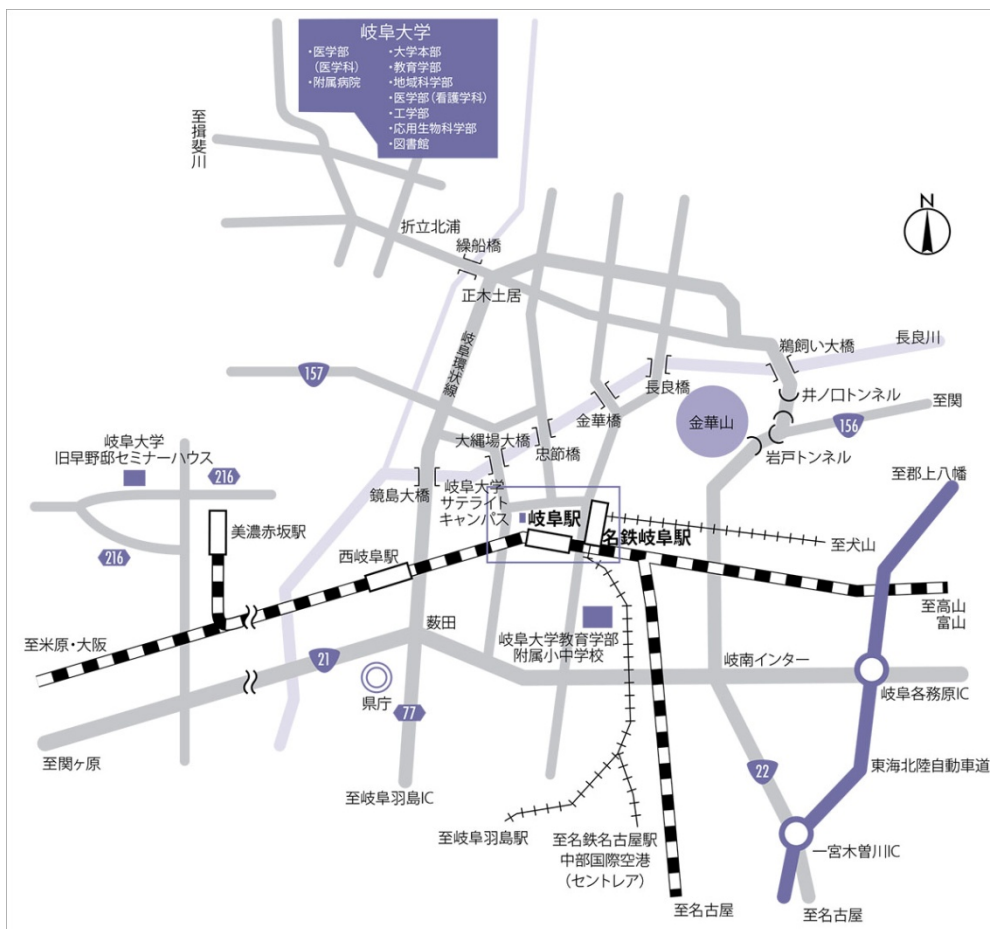 岐阜大学
・医学部
（医学科）
・附属病院
・大学本部
・教育学部
・地域科学部
・医学部（看護学科）
・工学部
・応用生物科学部
・図書館
至揖斐川
折立北浦
繰船橋
正木土居
N
岐阜環状線
鵜飼い大橋
長良川
157
長良橋
井ノ口トンネル
金華橋
金華山
至関
156
大縄場大橋
忠節橋
岩戸トンネル
岐阜大学
旧早野邸セミナーハウス
216
鏡島大橋
岐阜大学
サテライト
キャンパス
至郡上八幡
岐阜駅
美濃赤坂駅
名鉄岐阜駅
至犬山
216
西岐阜駅
至高山
富山
藪田
岐阜大学教育学部
附属小中学校
至米原・大阪
21
岐南インター
県庁
岐阜各務原IC
77
至関ヶ原
22
東海北陸自動車道
至岐阜羽島IC
至岐阜羽島駅
至名鉄名古屋駅
中部国際空港
（セントレア）
一宮木曽川IC
至名古屋
至名古屋